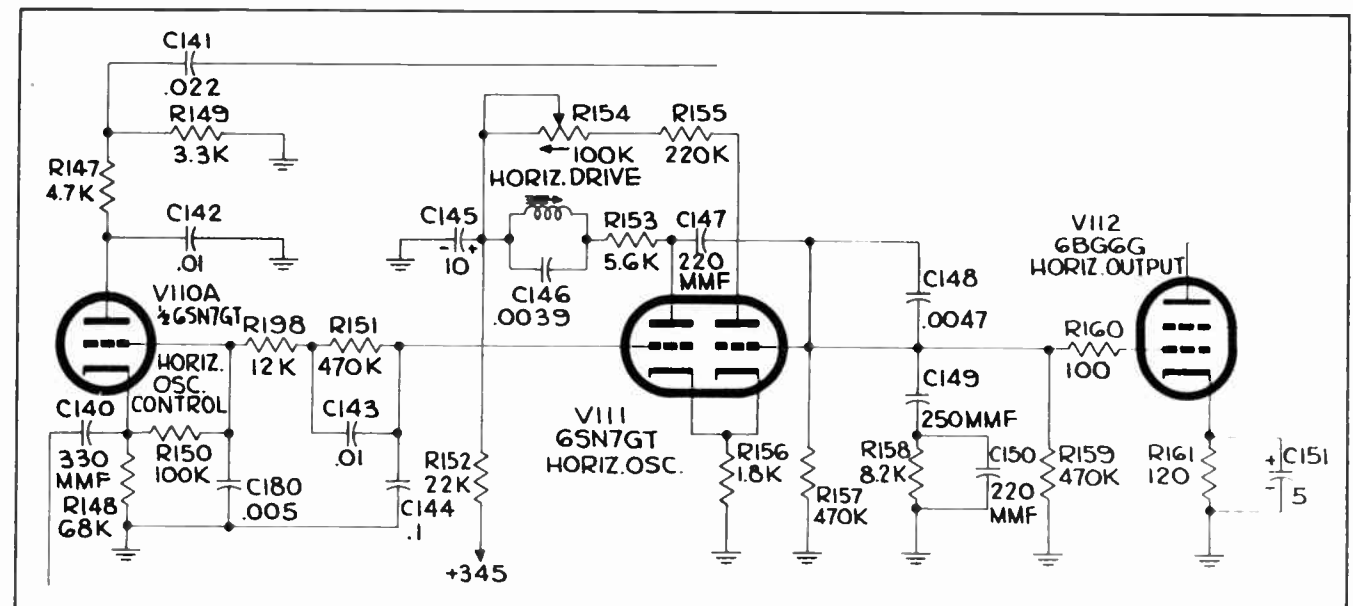 C141
.022
R149
3.3K
R147
4.7K
C142
.01
V110A
½6SN7GT
HORIZ.
OSC.
CONTROL
C140
330
MMF
R150
100K
R148
68K
C180
.005
R198
12K
R151
470K
C143
.01
C144
.1
R152
22K
+345
C145
- +
10
R154
100K
HORIZ. DRIVE
R155
220K
C146
.0039
R153
5.6K
C147
220
MMF
V111
6SN7GT
HORIZ. OSC.
R156
1.8K
R157
470K
C148
.0047
C149
250MMF
R158
8.2K
C150
220
MMF
R159
470K
R160
100
V112
6BG6G
HORIZ. OUTPUT
R161
120
+
-
C151
5